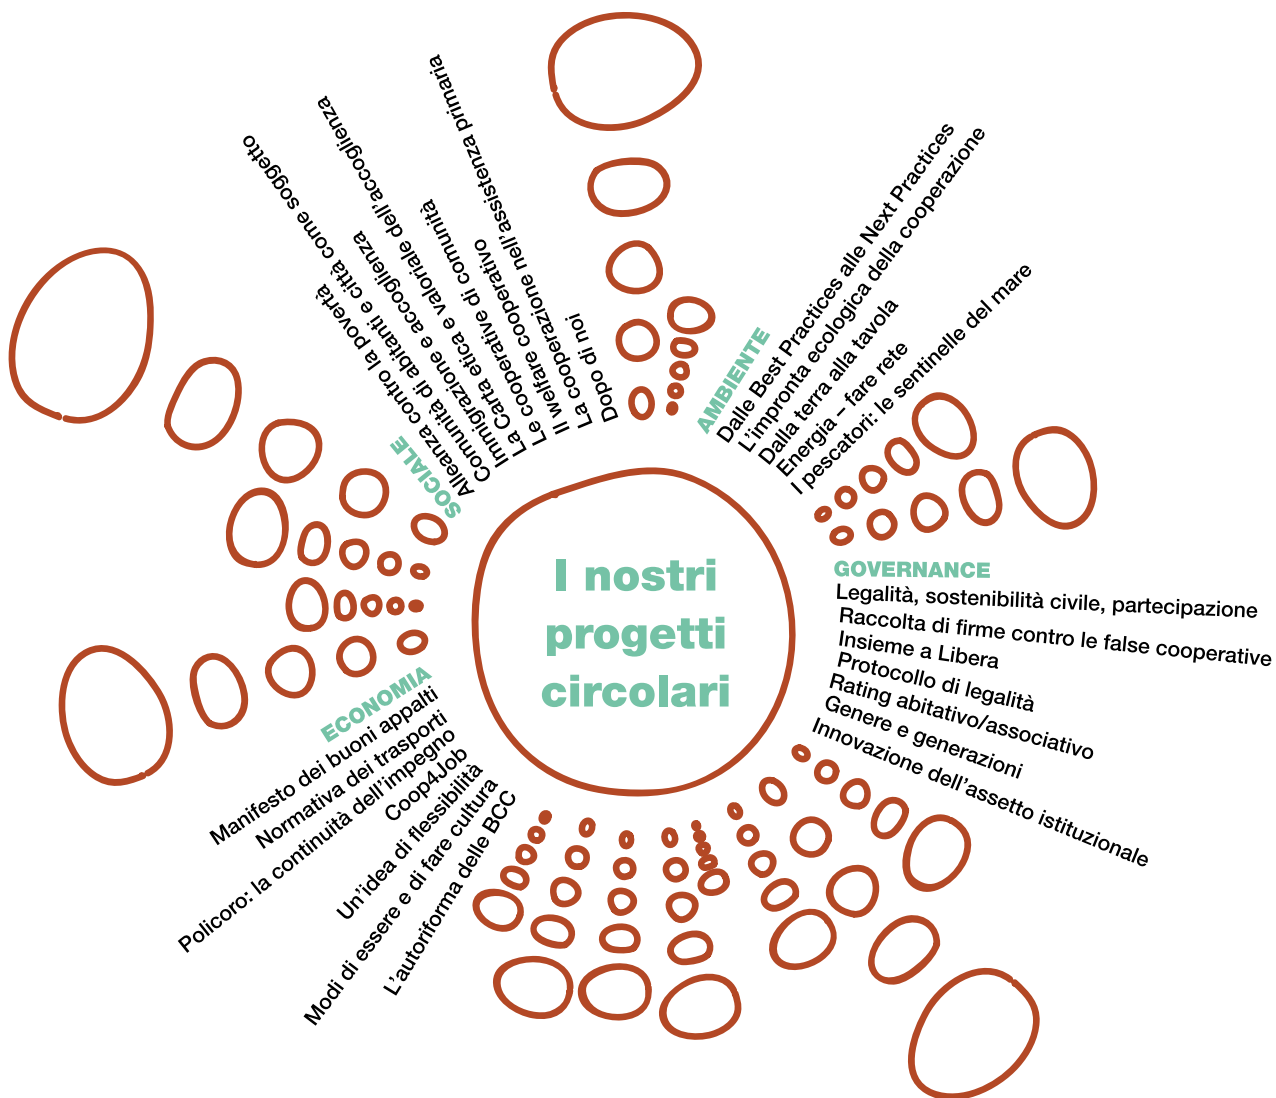 I nostri
progetti
circolari
AMBIENTE
Dalle Best Practices alle Next Practices
L'impronta ecologica della cooperazione
Dalla terra alla tavola
Energia – fare rete
I pescatori: le sentinelle del mare
GOVERNANCE
Legalità, sostenibilità civile, partecipazione
Raccolta di firme contro le false cooperative
Insieme a Libera
Protocollo di legalità
Rating abitativo/associativo
Genere e generazioni
Innovazione dell'assetto istituzionale
ECONOMIA
Manifesto dei buoni appalti
Normativa dei trasporti
Policoro: la continuità dell'impegno
Coop4Job
Un'idea di flessibilità
Modi di essere e di fare cultura
L'autoriforma delle BCC
SOCIALE
Alleanza contro la povertà
Comunità di abitanti e città come soggetto
Immigrazione e accoglienza
La Carta etica e valoriale dell'accoglienza
Le cooperative di comunità
Il welfare cooperativo
La cooperazione nell'assistenza primaria
Dopo di noi